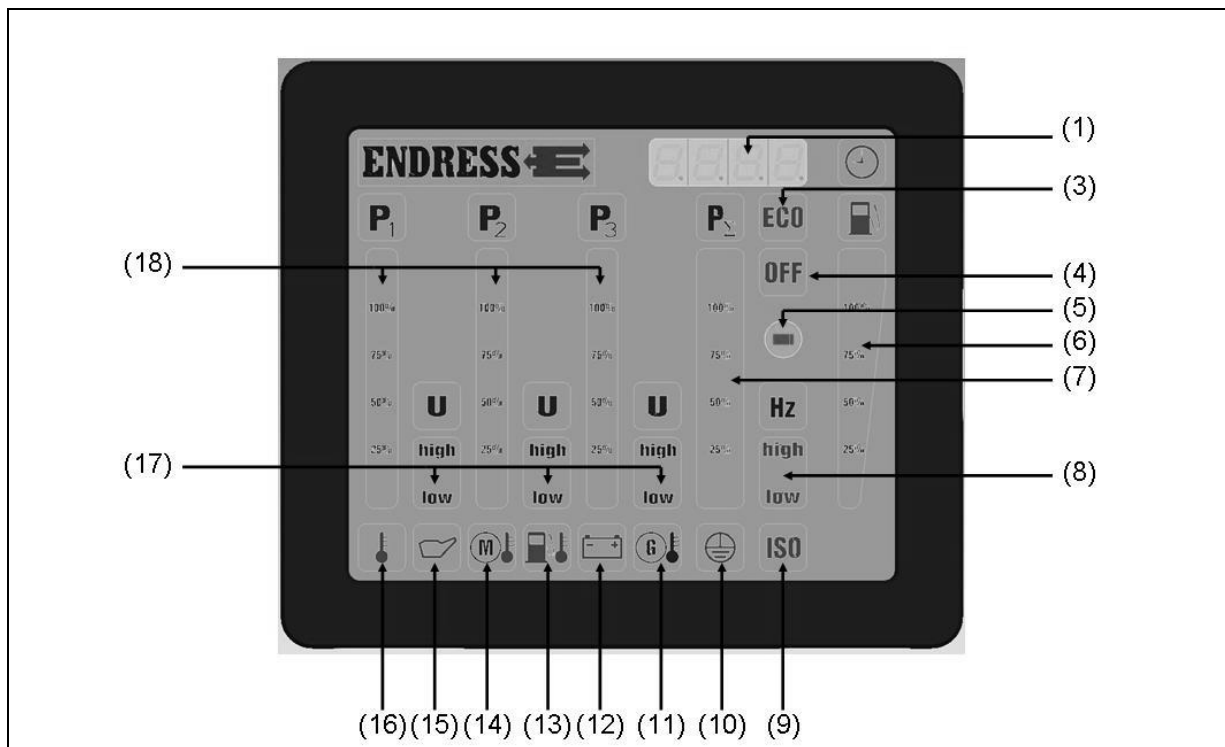 ENDRESS
(1)
P1 P2 P3 PΣ ECO
(3)
OFF
(4)
(18)
100% 100% 100% 100% 100%
(5)
75% 75% 75% 75% 75%
(6)
(7)
50% U 50% U 50% U 50% Hz 50%
25% high 25% high 25% high 25% high 25%
(17)
(8)
low low low low
M - + G ISO
(16) (15) (14) (13) (12) (11) (10) (9)